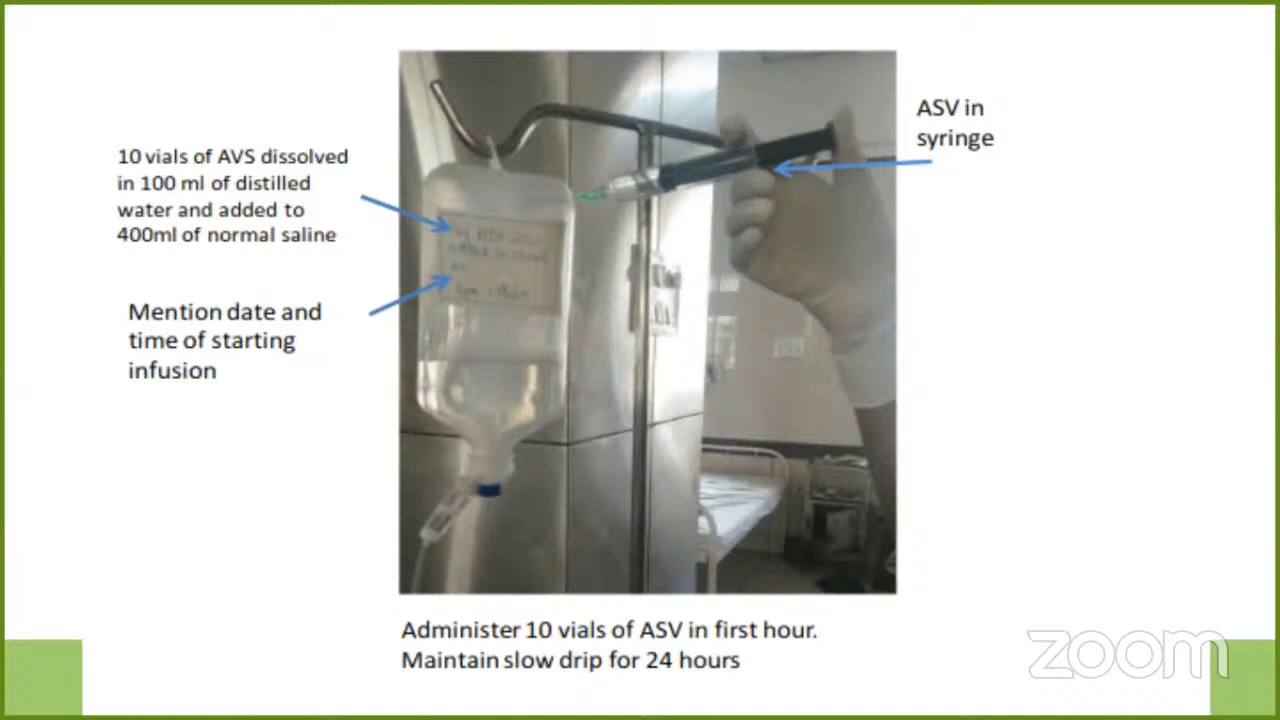 ASV in
syringe
10 vials of AVS dissolved
in 100 ml of distilled
water and added to
400ml of normal saline
Mention date and
time of starting
infusion
Administer 10 vials of ASV in first hour.
Maintain slow drip for 24 hours
zoom